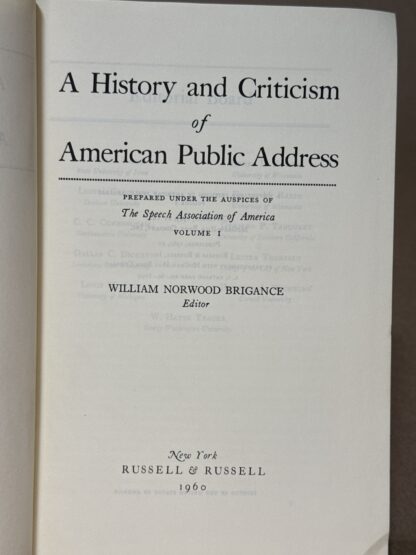 A History and Criticism
of
American Public Address
PREPARED UNDER THE AUSPICES OF
The Speech Association of America
VOLUME I
WILLIAM NORWOOD BRIGANCE
Editor
New York
RUSSELL & RUSSELL
1960